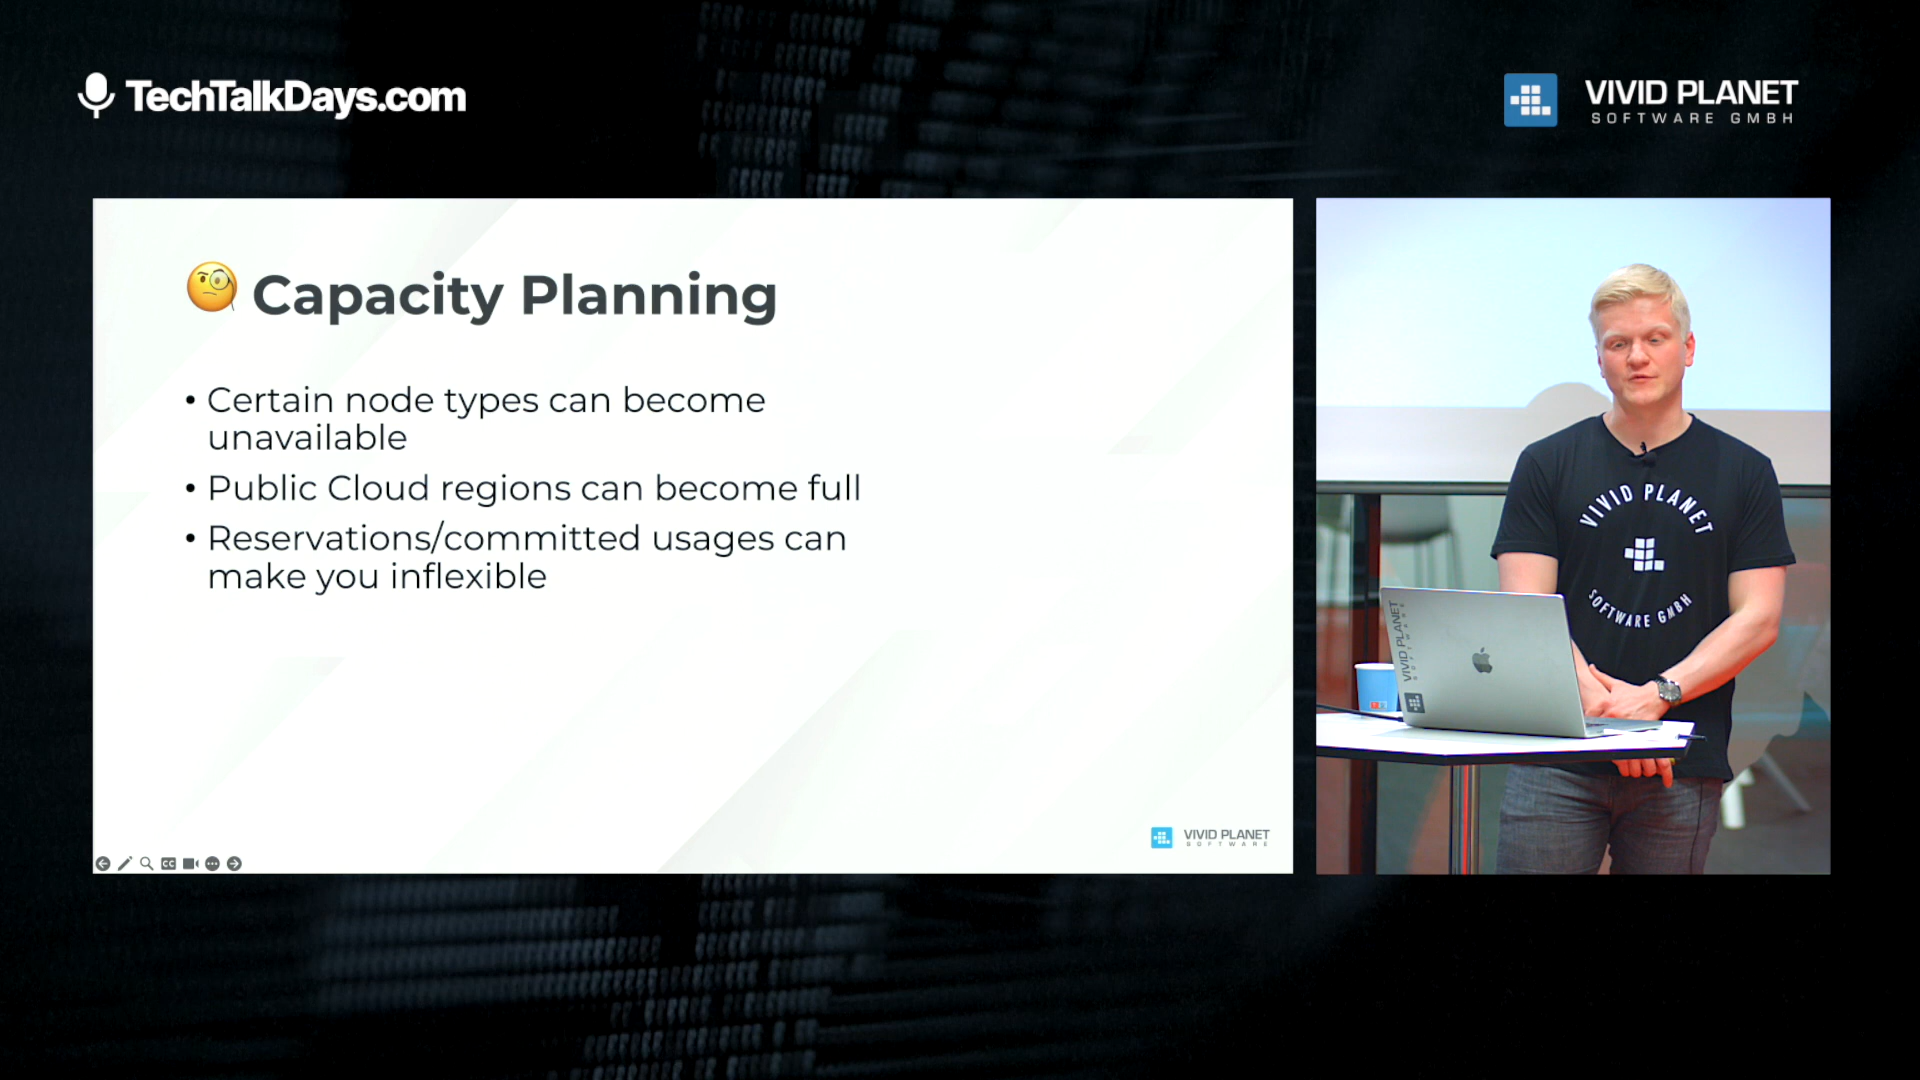 TechTalkDays.com
VIVID PLANET
SOFTWARE GMBH
🧐 Capacity Planning
• Certain node types can become
unavailable
• Public Cloud regions can become full
• Reservations/committed usages can
make you inflexible
VIVID PLANET
SOFTWARE
CC
VIVID PLANET
SOFTWARE GMBH
VIVID PLANET